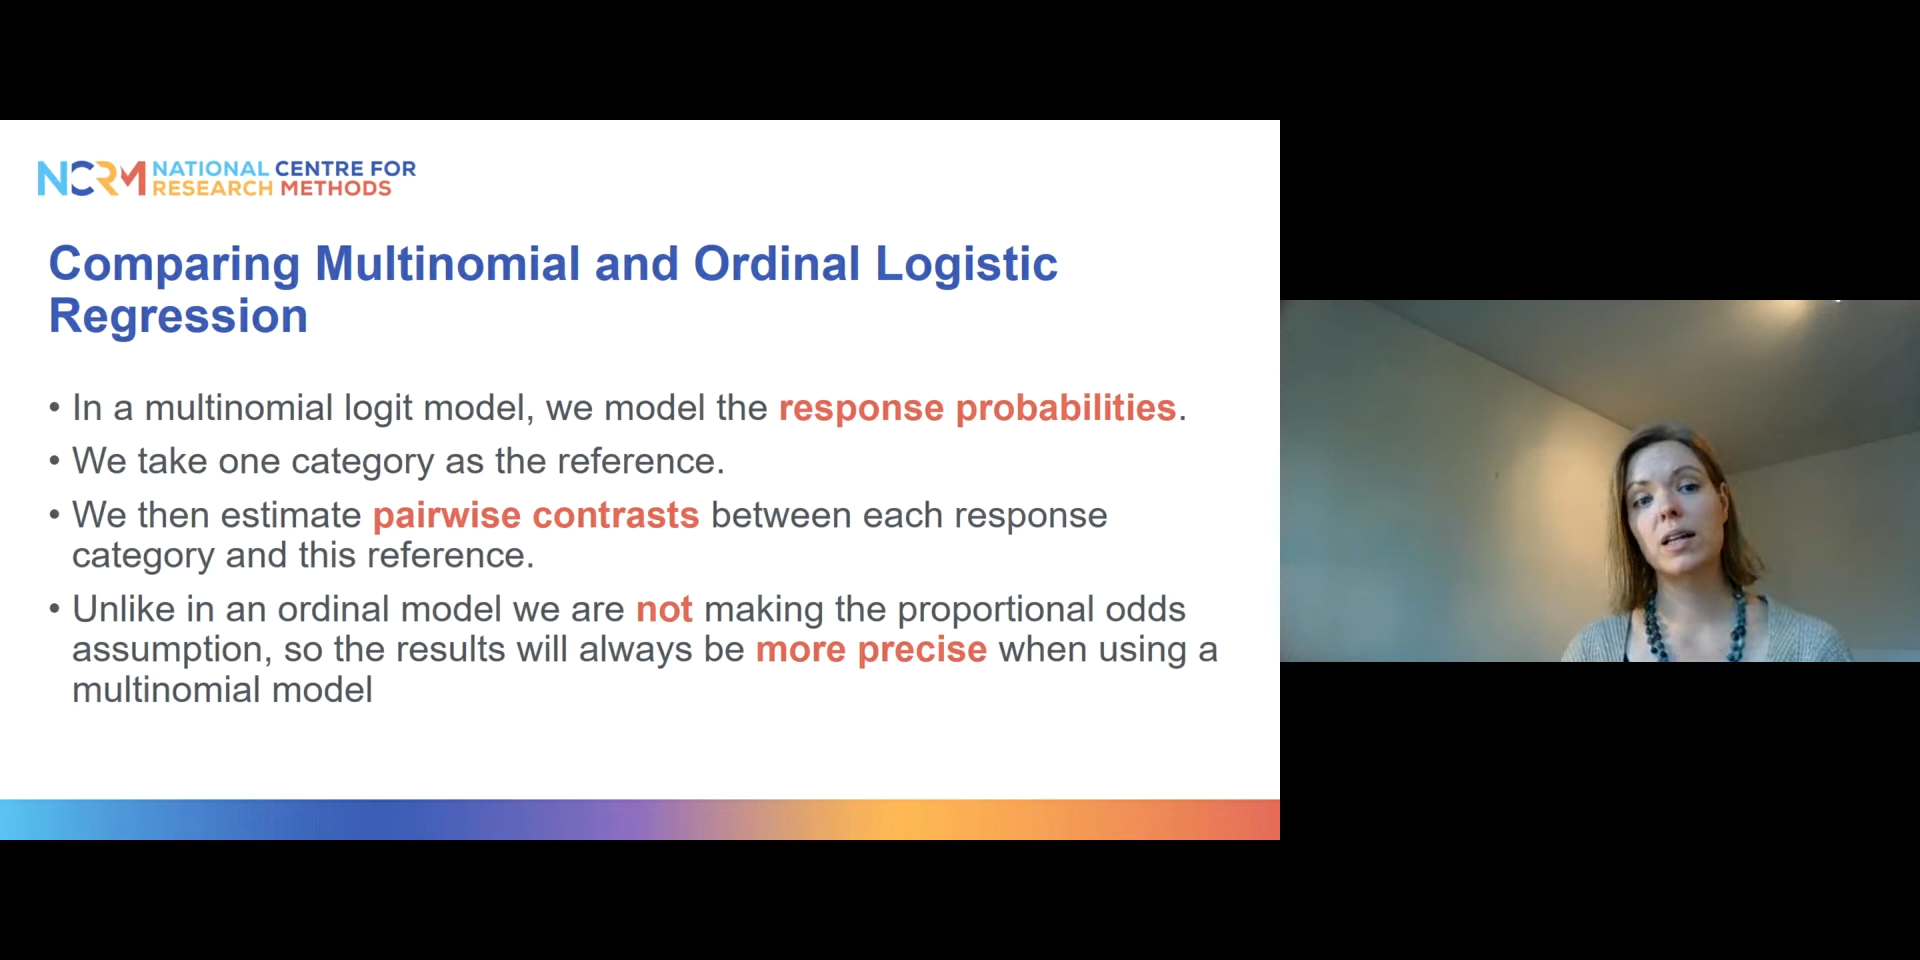 NCRM NATIONAL CENTRE FOR
RESEARCH METHODS
Comparing Multinomial and Ordinal Logistic
Regression
• In a multinomial logit model, we model the response probabilities.
• We take one category as the reference.
• We then estimate pairwise contrasts between each response
category and this reference.
• Unlike in an ordinal model we are not making the proportional odds
assumption, so the results will always be more precise when using a
multinomial model